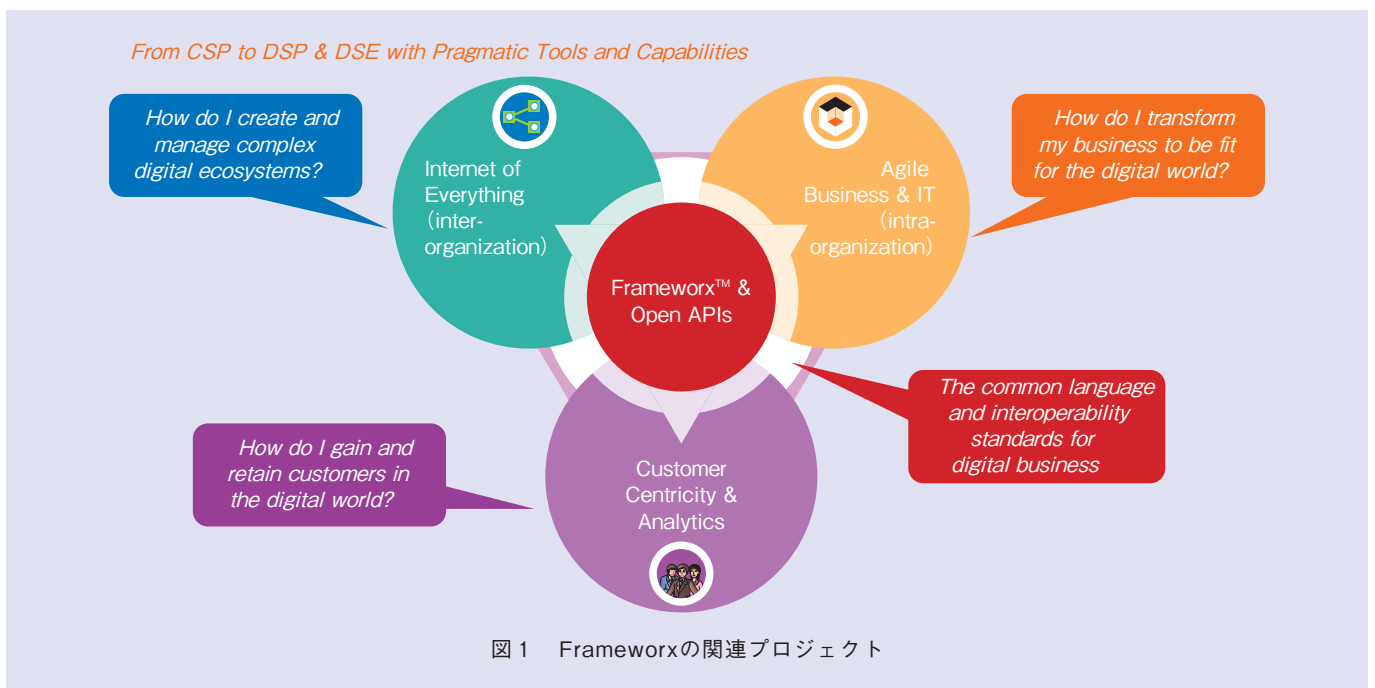 From CSP to DSP & DSE with Pragmatic Tools and Capabilities
How do I create and
manage complex
digital ecosystems?
Internet of
Everything
（inter-
organization）
Agile
Business & IT
（intra-
organization）
How do I transform
my business to be fit
for the digital world?
Frameworx™ &
Open APIs
The common language
and interoperability
standards for
digital business
How do I gain and
retain customers in
the digital world?
Customer
Centricity &
Analytics
図1　Frameworxの関連プロジェクト